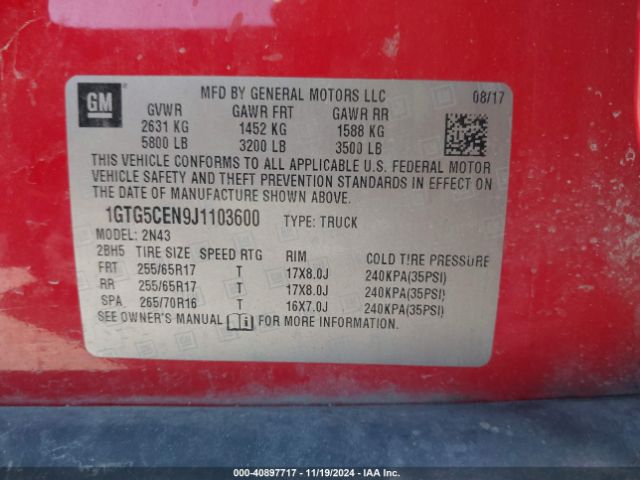 GM
MFD BY GENERAL MOTORS LLC 08/17
GVWR GAWR FRT GAWR RR
2631 KG 1452 KG 1588 KG
5800 LB 3200 LB 3500 LB
THIS VEHICLE CONFORMS TO ALL APPLICABLE U.S. FEDERAL MOTOR
VEHICLE SAFETY AND THEFT PREVENTION STANDARDS IN EFFECT ON
THE DATE OF MANUFACTURE SHOWN ABOVE.
1GTG5CEN9J1103600 TYPE: TRUCK
MODEL: 2N43
2BH5 TIRE SIZE SPEED RTG RIM COLD TIRE PRESSURE
FRT 255/65R17 T 17X8.0J 240KPA(35PSI)
RR 255/65R17 T 17X8.0J 240KPA(35PSI)
SPA 265/70R16 T 16X7.0J 240KPA(35PSI)
SEE OWNER'S MANUAL FOR MORE INFORMATION.
000-40897717 - 11/19/2024 - IAA Inc.